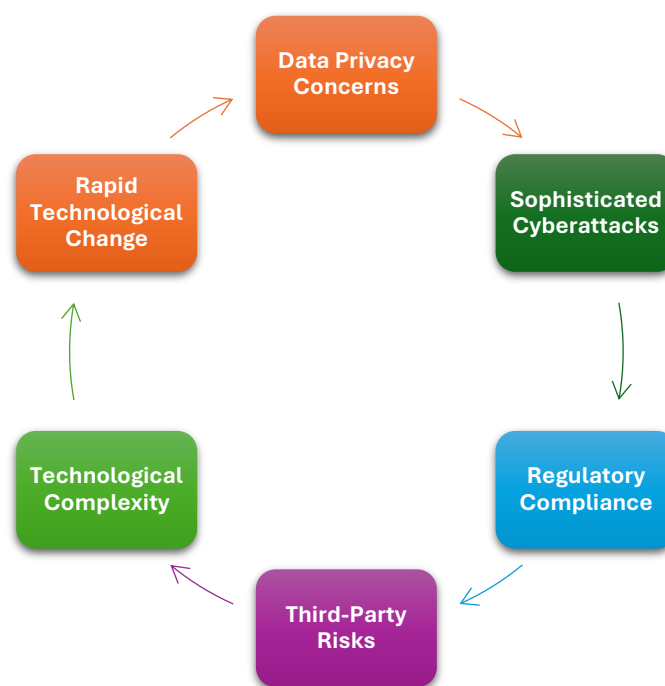 Data Privacy
Concerns
Sophisticated
Cyberattacks
Regulatory
Compliance
Third-Party
Risks
Technological
Complexity
Rapid
Technological
Change